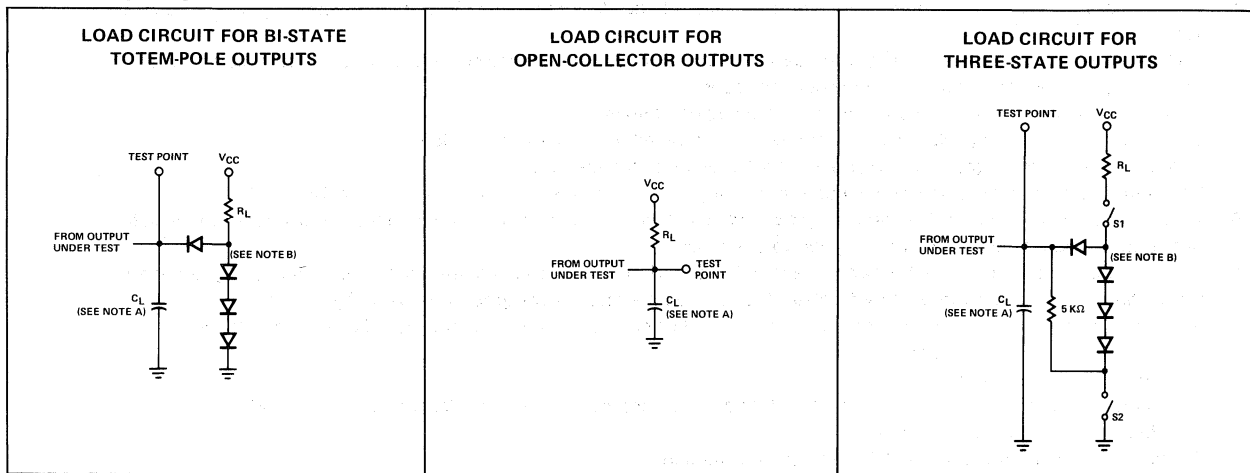 LOAD CIRCUIT FOR BI-STATE
TOTEM-POLE OUTPUTS
TEST POINT
VCC
RL
FROM OUTPUT
UNDER TEST
(SEE NOTE B)
CL
(SEE NOTE A)
LOAD CIRCUIT FOR
OPEN-COLLECTOR OUTPUTS
VCC
RL
FROM OUTPUT
UNDER TEST
TEST
POINT
CL
(SEE NOTE A)
LOAD CIRCUIT FOR
THREE-STATE OUTPUTS
TEST POINT
VCC
RL
S1
FROM OUTPUT
UNDER TEST
(SEE NOTE B)
CL
(SEE NOTE A)
5 KΩ
S2